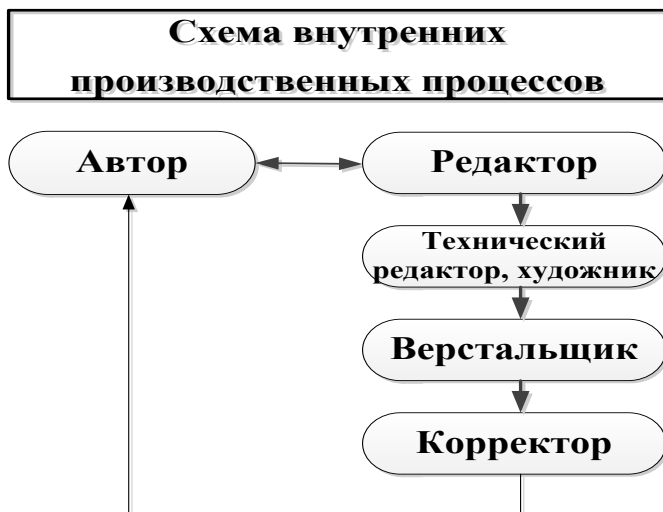 Схема внутренних
производственных процессов
Автор
Редактор
Технический
редактор, художник
Верстальщик
Корректор